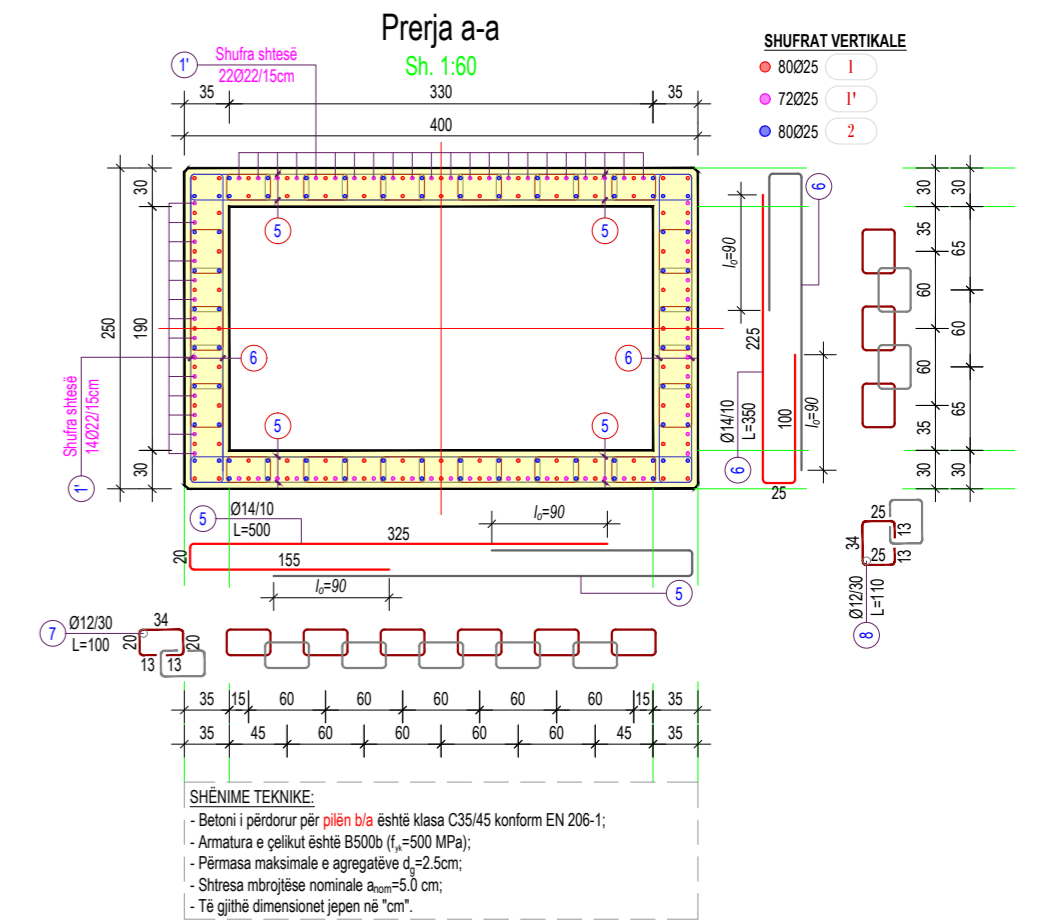 Prerja a-a
Sh. 1:60
SHUFRAT VERTIKALE
80Ø25 1
72Ø25 1'
80Ø25 2
1' Shufra shtesë
22Ø22/15cm
35 330 35
400
30
190
30
250
Shufra shtesë
14Ø22/15cm
1'
5
5
6
6
5
5
6
lo=90
225
Ø14/10
L=350
6
100
lo=90
25
30 30
35
65
60
60
60
60
65
35
30 30
25
34
13
25
13
Ø12/30
L=110
8
5 Ø14/10
L=500
325
lo=90
20
155
lo=90
5
7 Ø12/30
L=100
34
20
20
13 13
35 15 60 60 60 60 60 15 35
35 45 60 60 60 60 45 35
SHËNIME TEKNIKE:
- Betoni i përdorur për pilën b/a është klasa C35/45 konform EN 206-1;
- Armatura e çelikut është B500b (fyk=500 MPa);
- Përmasa maksimale e agregatëve dg=2.5cm;
- Shtresa mbrojtëse nominale anom=5.0 cm;
- Të gjithë dimensionet jepen në "cm".